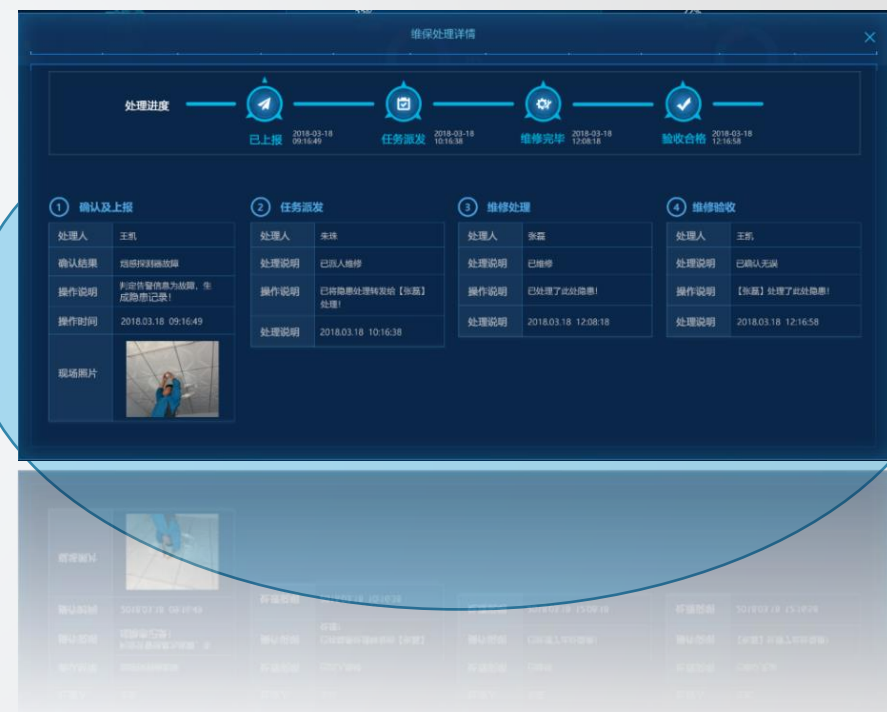 维保处理详情
处理进度
已上报 2018-03-18 09:16:49
任务派发 2018-03-18 10:16:38
维修完毕 2018-03-18 12:08:18
验收合格 2018-03-18 12:16:58
1 确认及上报
处理人 王凯
确认结果 烟感探测器故障
操作说明 判定告警信息为故障，生
成隐患记录！
操作时间 2018.03.18 09:16:49
现场照片
2 任务派发
处理人 朱珠
处理说明 已派人维修
操作说明 已将隐患处理转发给【张磊】
处理！
处理说明 2018.03.18 10:16:38
3 维修处理
处理人 张磊
处理说明 已维修
操作说明 已处理了此处隐患！
处理说明 2018.03.18 12:08:18
4 维修验收
处理人 王凯
处理说明 已确认无误
操作说明 【张磊】处理了此处隐患！
处理说明 2018.03.18 12:16:58